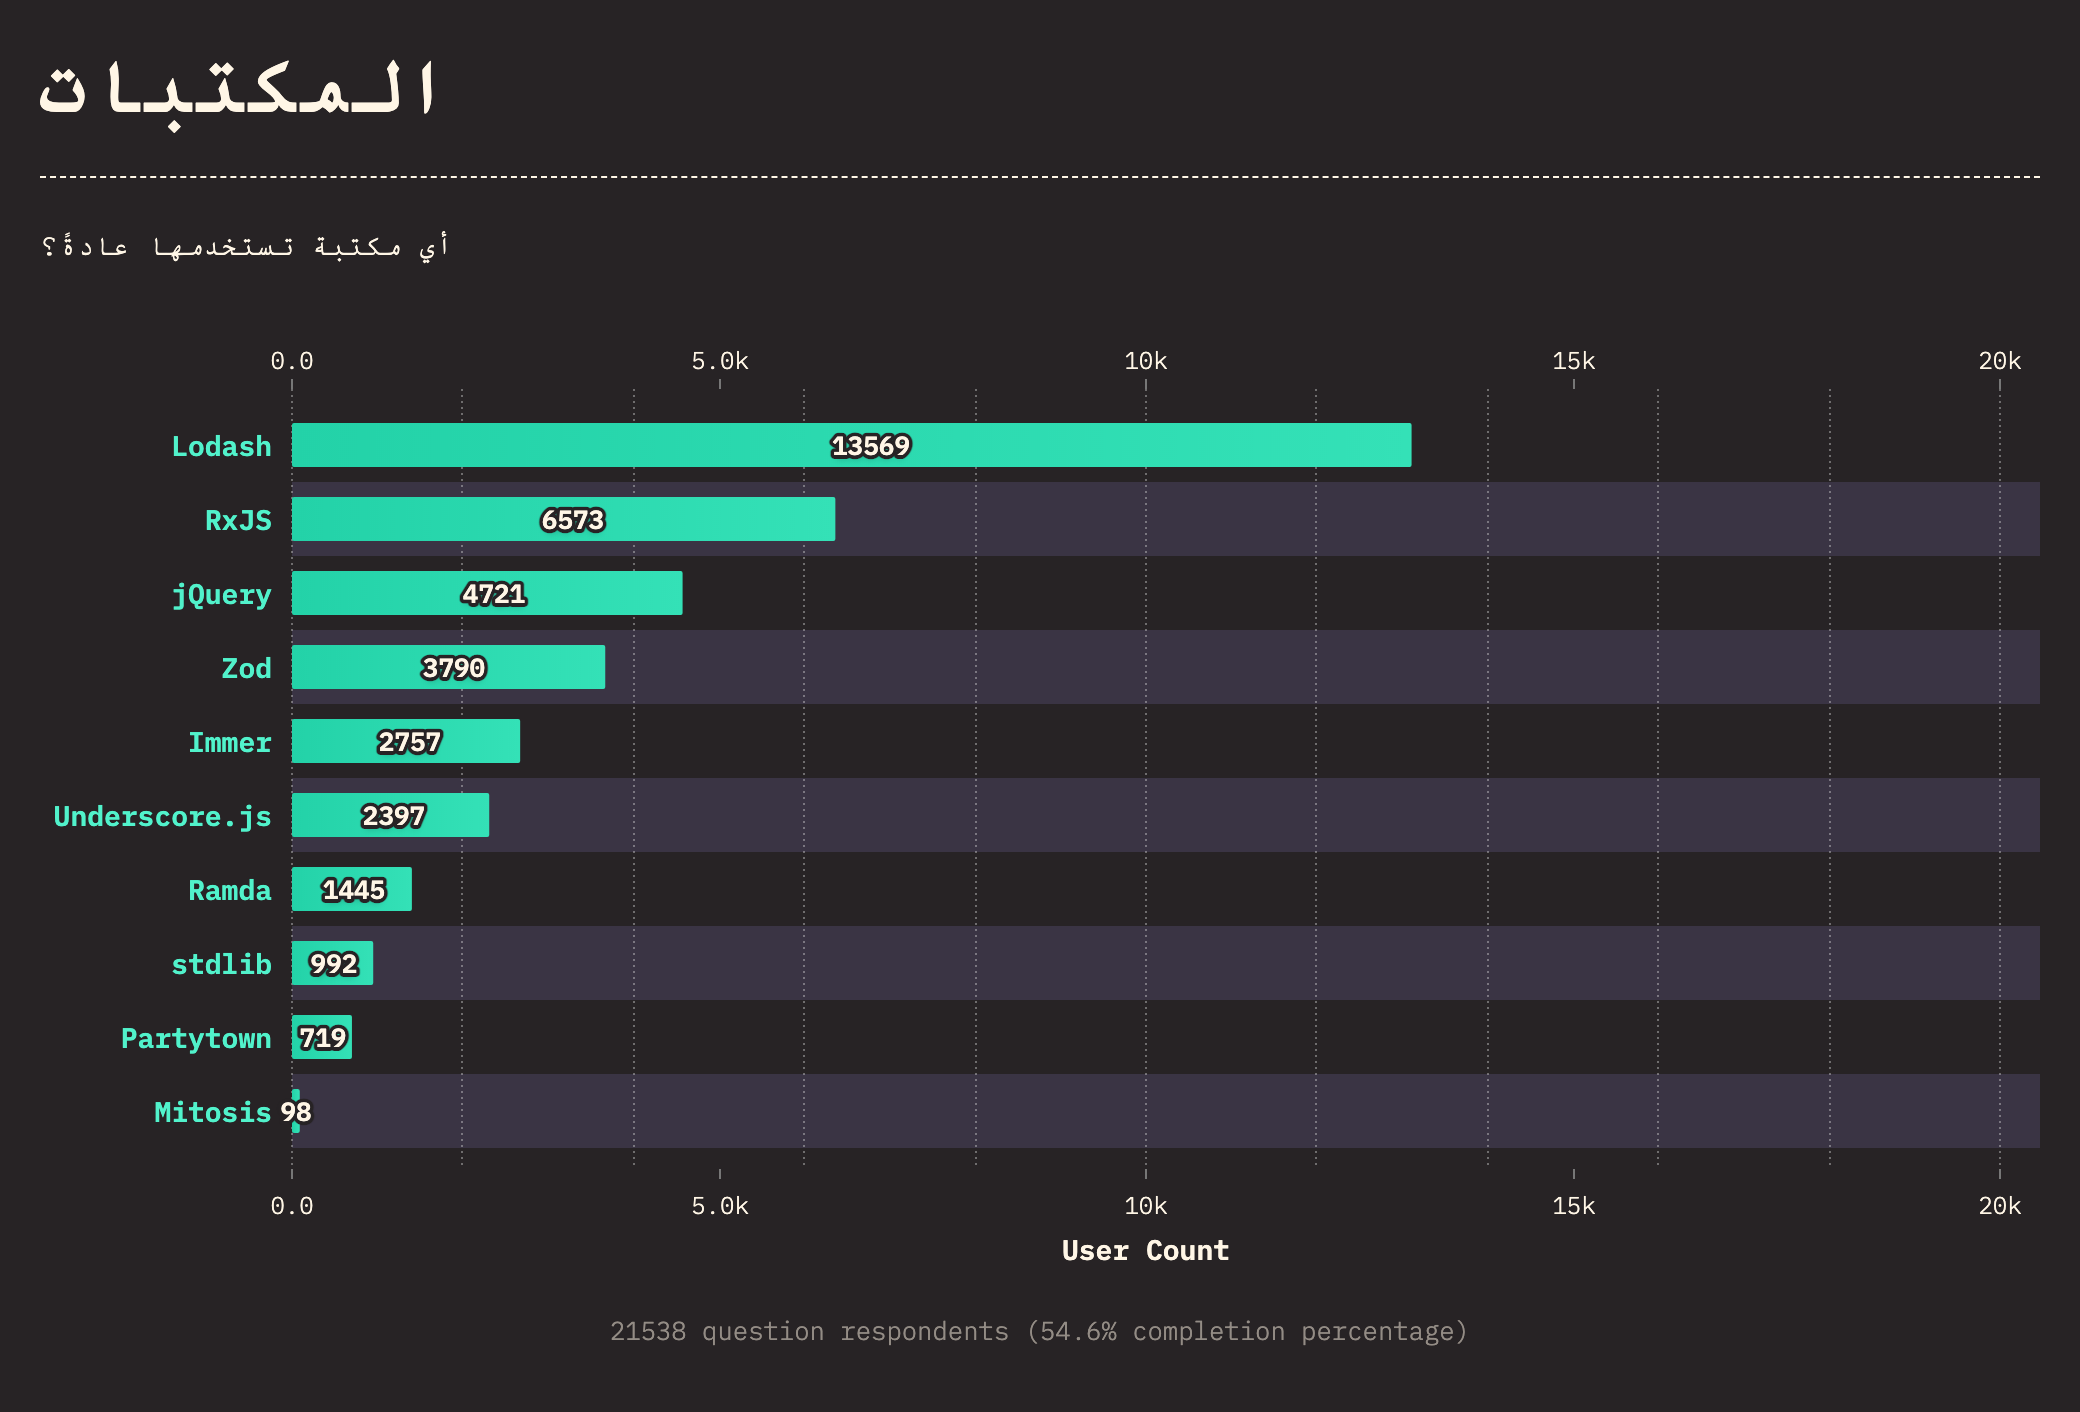 المكتبات
أي مكتبة تستخدمها عادةً؟
0.0 5.0k 10k 15k 20k
Lodash 13569
RxJS 6573
jQuery 4721
Zod 3790
Immer 2757
Underscore.js 2397
Ramda 1445
stdlib 992
Partytown 719
Mitosis 98
0.0 5.0k 10k 15k 20k
User Count
21538 question respondents (54.6% completion percentage)